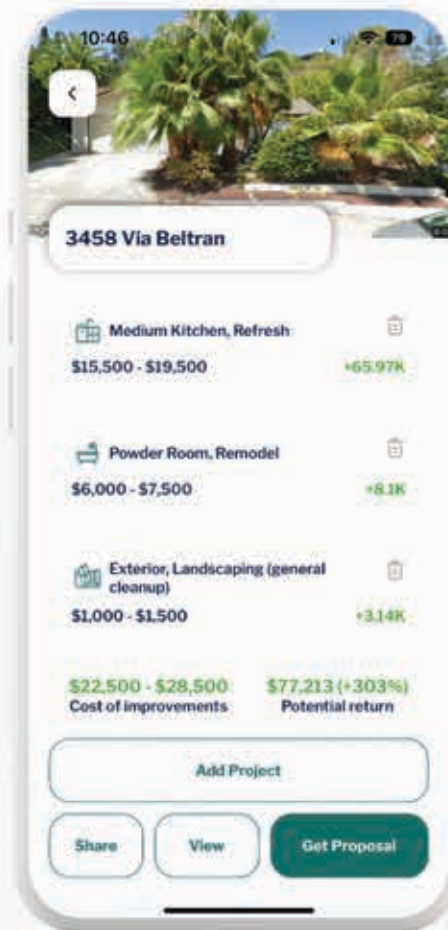 10:46
79
3458 Via Beltran
Medium Kitchen, Refresh
$15,500 - $19,500
+65.97K
Powder Room, Remodel
$6,000 - $7,500
+8.1K
Exterior, Landscaping (general
cleanup)
$1,000 - $1,500
+3.14K
$22,500 - $28,500
$77,213 (+303%)
Cost of improvements
Potential return
Add Project
Share
View
Get Proposal